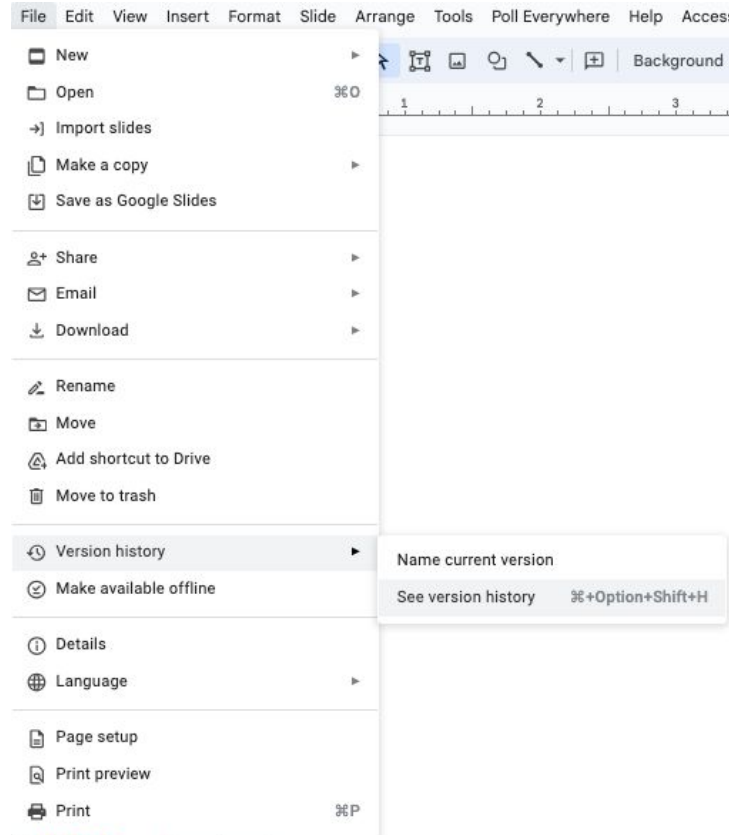 File Edit View Insert Format Slide Arrange Tools Poll Everywhere Help
Background
1 2 3
New
Open ⌘O
Import slides
Make a copy
Save as Google Slides
Share
Email
Download
Rename
Move
Add shortcut to Drive
Move to trash
Version history
Name current version
Make available offline
See version history ⌘+Option+Shift+H
Details
Language
Page setup
Print preview
Print ⌘P